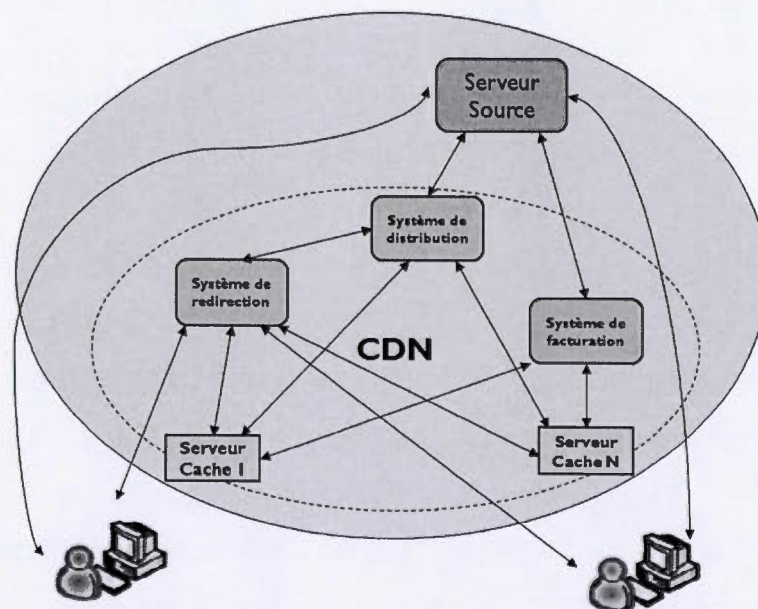 Serveur
Source
Système de
distribution
Système de
redirection
Système de
facturation
CDN
Serveur
Cache 1
Serveur
Cache N